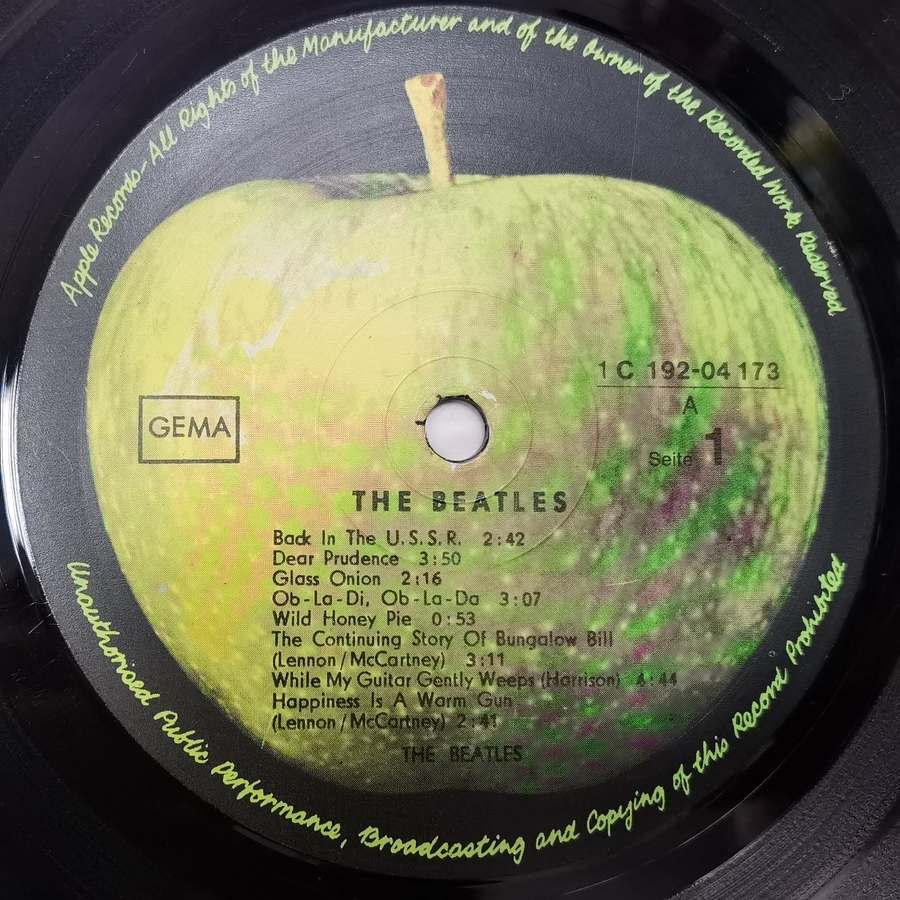 Apple Records-All Rights of the Manufacturer and of the Owner of the Recorded Work Reserved
1 C 192-04 173
A
GEMA
Seite 1
THE BEATLES
Back In The U.S.S.R. 2:42
Dear Prudence 3:50
Glass Onion 2:16
Ob-La-Di, Ob-La-Da 3:07
Wild Honey Pie 0:53
The Continuing Story Of Bungalow Bill
(Lennon/McCartney) 3:11
While My Guitar Gently Weeps (Harrison) 4:44
Happiness Is A Warm Gun
(Lennon/McCartney) 2:41
THE BEATLES
Unauthorised Public Performance, Broadcasting and Copying of this Record Prohibited